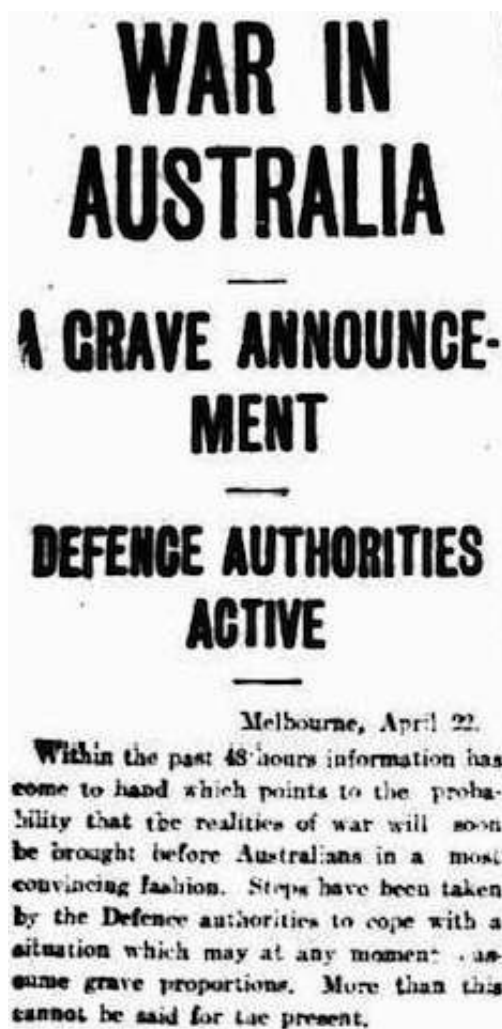 WAR IN
AUSTRALIA
A GRAVE ANNOUNCE-
MENT
DEFENCE AUTHORITIES
ACTIVE
Melbourne, April 22.
Within the past 48 hours information has
come to hand which points to the proba-
bility that the realities of war will soon
be brought before Australians in a most
convincing fashion. Steps have been taken
by the Defence authorities to cope with a
situation which may at any moment as-
sume grave proportions. More than this
cannot be said for the present.